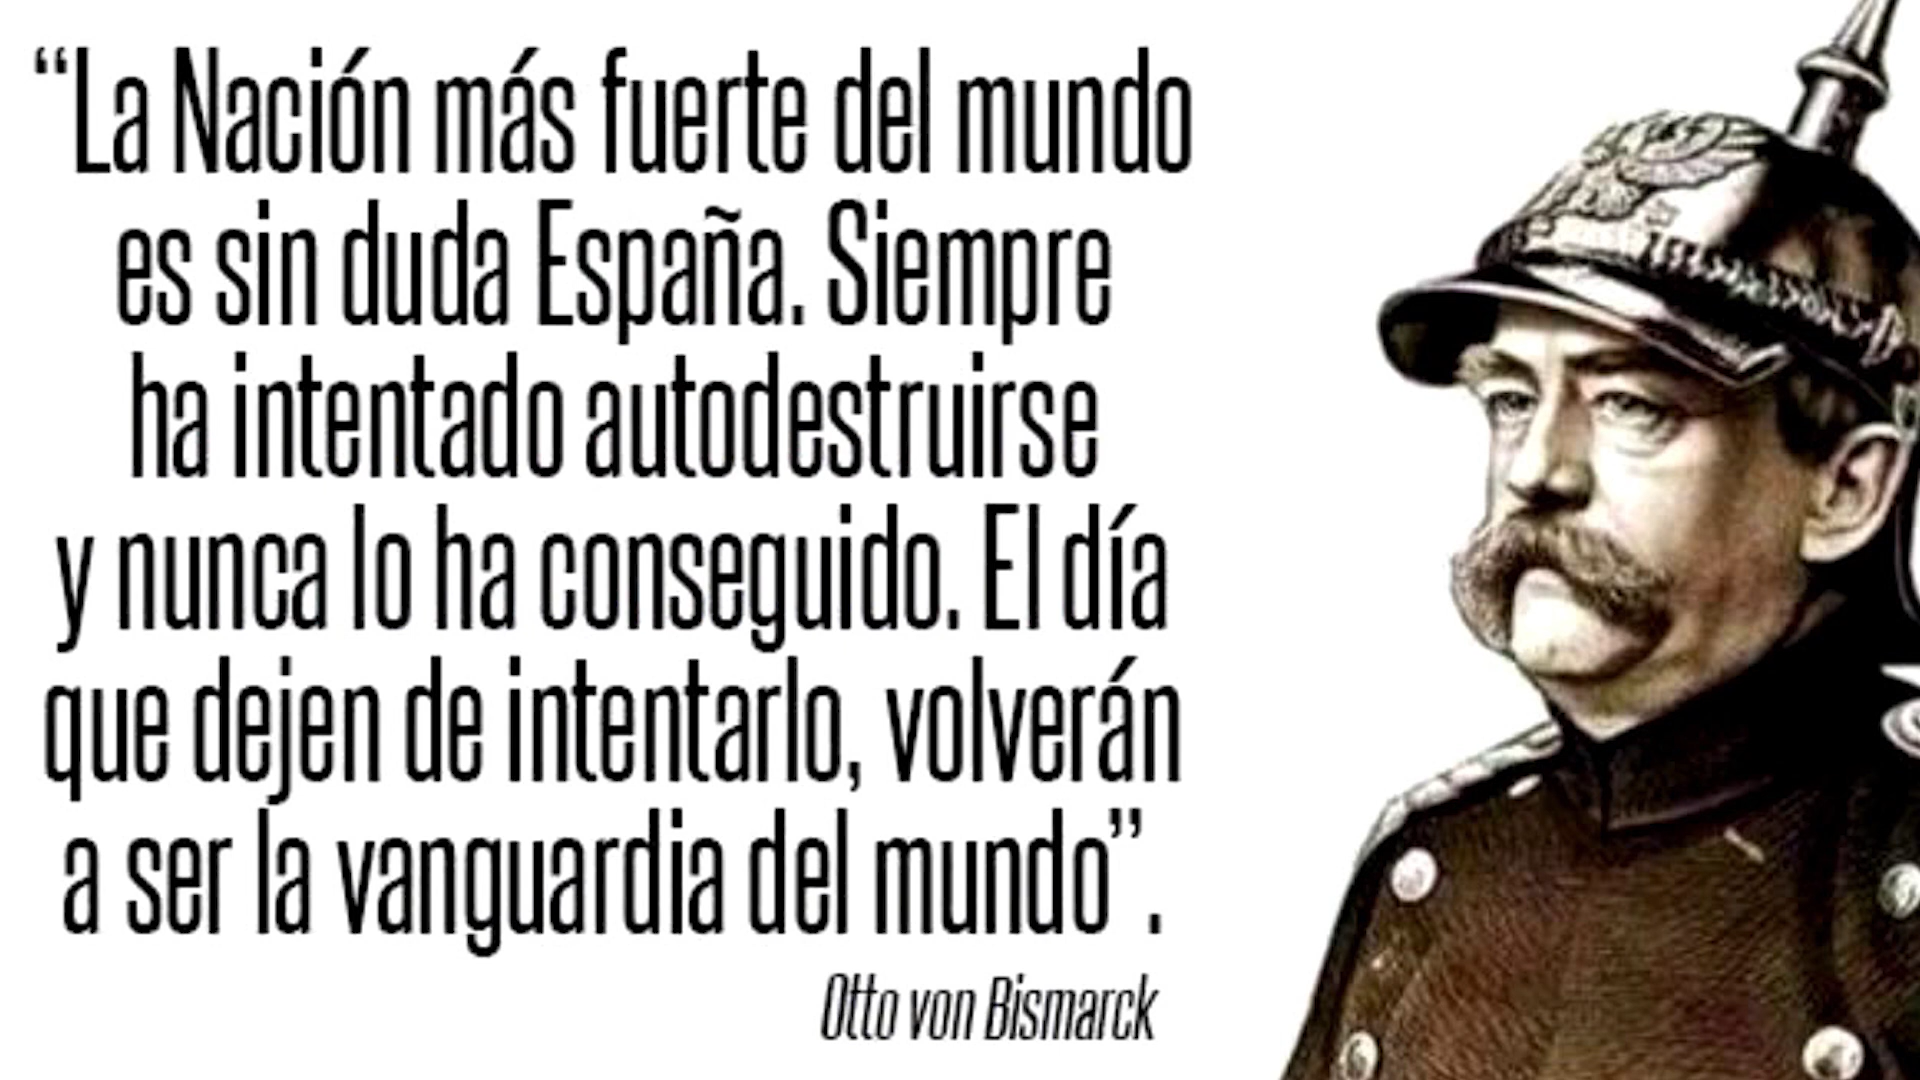 “La Nación más fuerte del mundo
es sin duda España. Siempre
ha intentado autodestruirse
y nunca lo ha conseguido. El día
que dejen de intentarlo, volverán
a ser la vanguardia del mundo”.
Otto von Bismarck